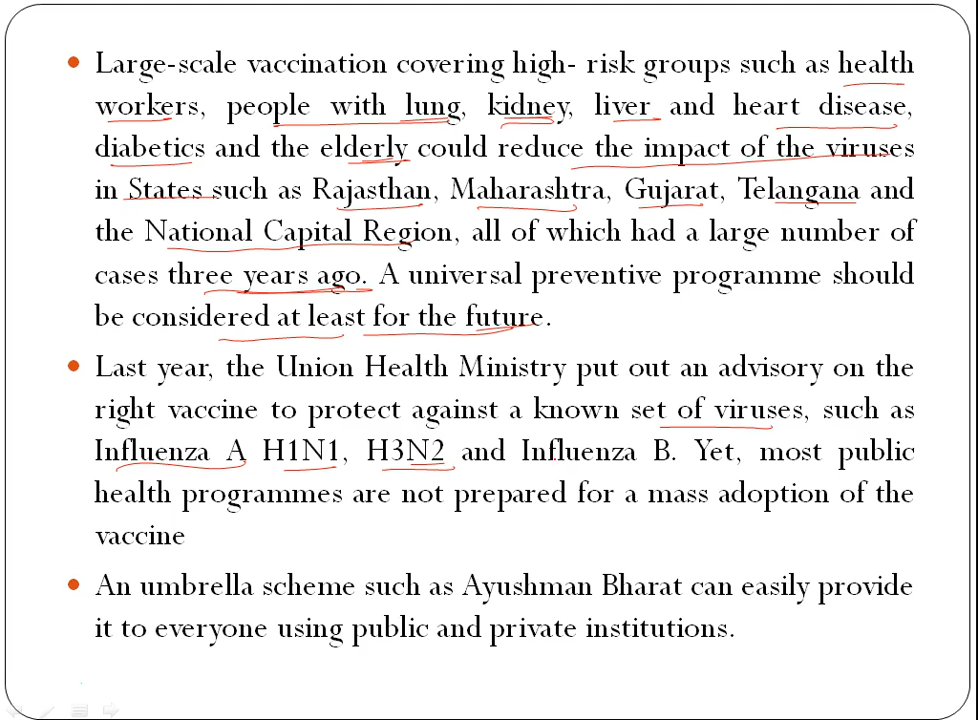 • Large-scale vaccination covering high- risk groups such as health
workers, people with lung, kidney, liver and heart disease,
diabetics and the elderly could reduce the impact of the viruses
in States such as Rajasthan, Maharashtra, Gujarat, Telangana and
the National Capital Region, all of which had a large number of
cases three years ago. A universal preventive programme should
be considered at least for the future.
• Last year, the Union Health Ministry put out an advisory on the
right vaccine to protect against a known set of viruses, such as
Influenza A H1N1, H3N2 and Influenza B. Yet, most public
health programmes are not prepared for a mass adoption of the
vaccine
• An umbrella scheme such as Ayushman Bharat can easily provide
it to everyone using public and private institutions.